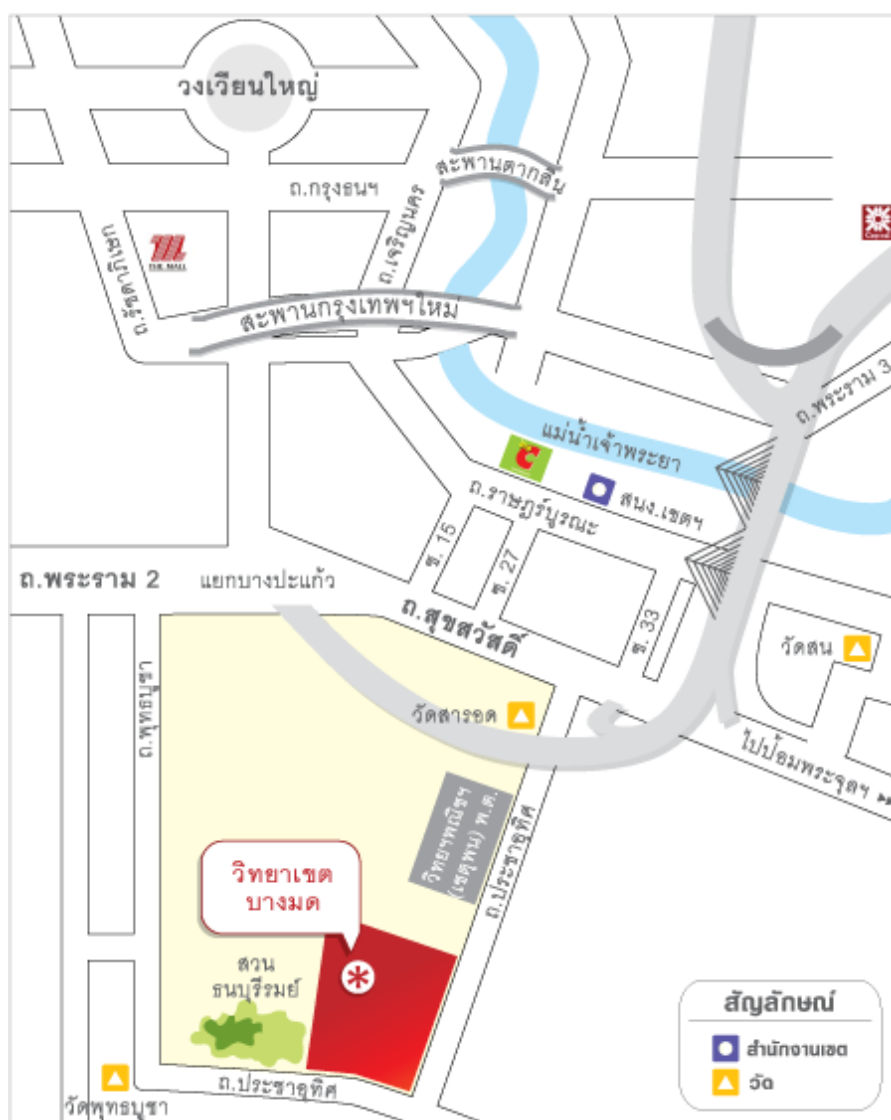 วงเวียนใหญ่
สะพานตากสิน
ถ.กรุงธนฯ
ถ.เจริญนคร
ถ.รัชดาภิเษก
THE MALL
Central
สะพานกรุงเทพฯใหม่
ถ.พระราม 3
แม่น้ำเจ้าพระยา
ถ.ราษฎร์บูรณะ
สนง.เขตฯ
ซ. 15
ซ. 27
ซ. 33
ถ.พระราม 2
แยกบางปะแก้ว
ถ.สุขสวัสดิ์
วัดสน
ถ.พุทธบูชา
วัดสารอด
ไปป้อมพระจุลฯ
วิทยฯพณิชฯ
(เชตุพน) พ.ต.
ถ.ประชาอุทิศ
วิทยาเขต
บางมด
สวน
ธนบุรีรมย์
ถ.ประชาอุทิศ
วัดพุทธบูชา
สัญลักษณ์
สำนักงานเขต
วัด